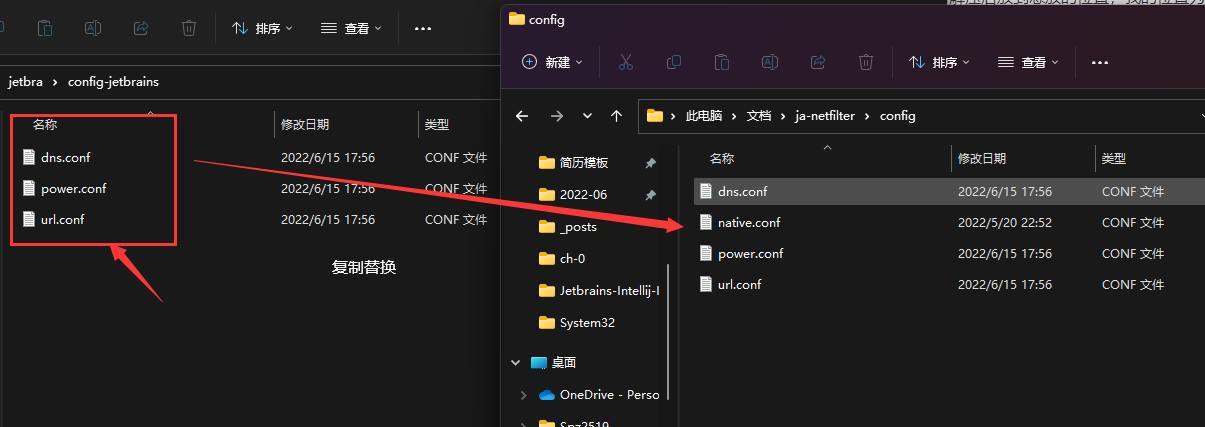 config
排序
查看
新建
排序
查看
jetbra
config-jetbrains
此电脑
文档
ja-netfilter
config
名称
修改日期
类型
dns.conf
2022/6/15 17:56
CONF 文件
power.conf
2022/6/15 17:56
CONF 文件
url.conf
2022/6/15 17:56
CONF 文件
复制替换
简历模板
2022-06
_posts
ch-0
Jetbrains-Intellij-I
System32
桌面
OneDrive - Perso
Spz2519
名称
修改日期
类型
dns.conf
2022/6/15 17:56
CONF 文件
native.conf
2022/5/20 22:52
CONF 文件
power.conf
2022/6/15 17:56
CONF 文件
url.conf
2022/6/15 17:56
CONF 文件